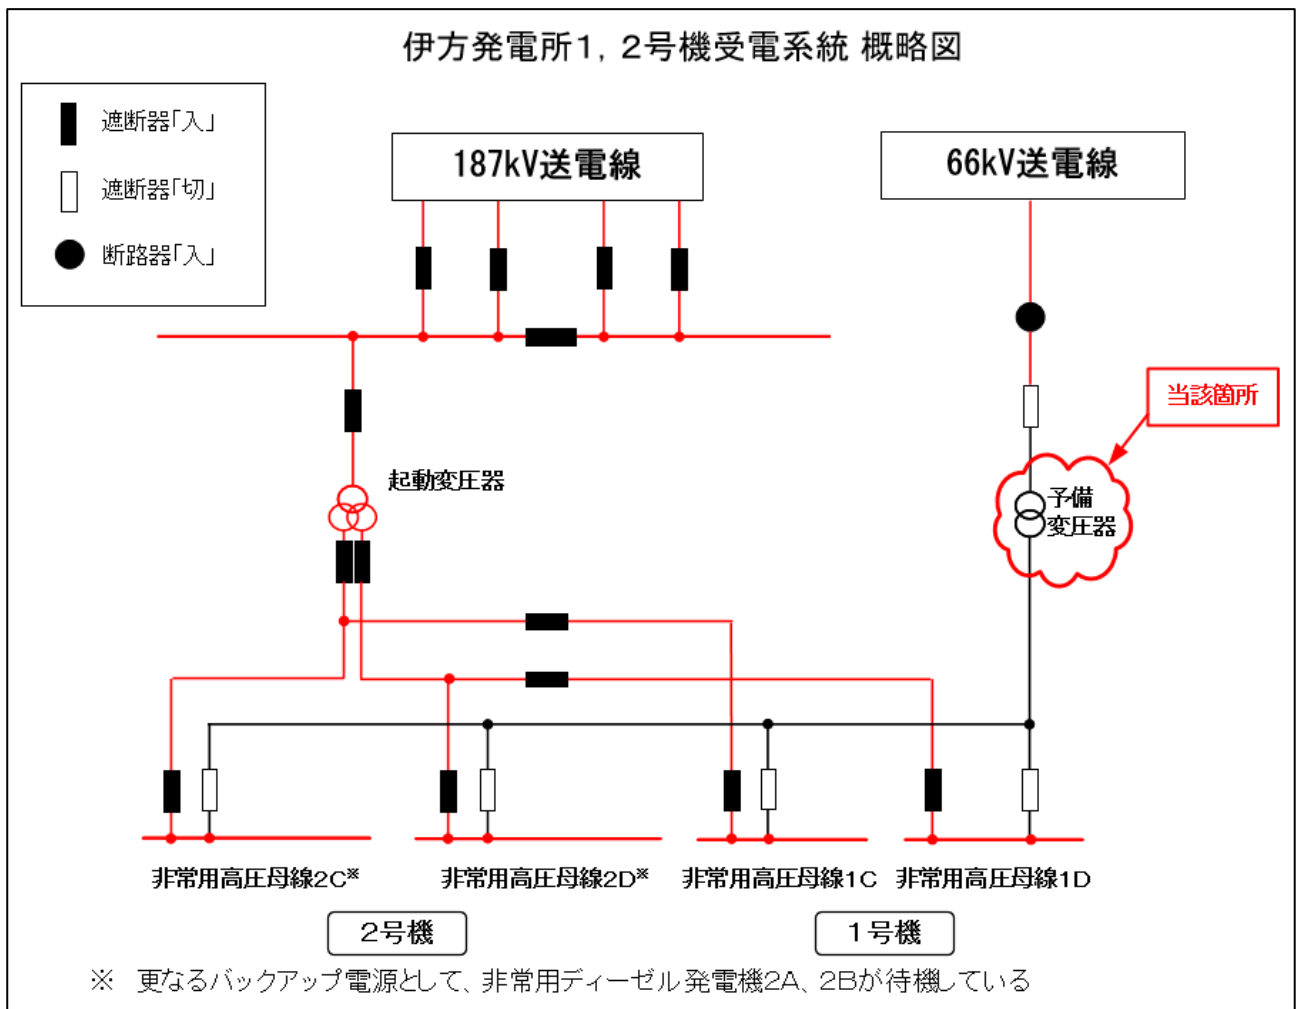 伊方発電所1，2号機受電系統 概略図
遮断器「入」
遮断器「切」
断路器「入」
187kV送電線
66kV送電線
当該箇所
起動変圧器
予備
変圧器
非常用高圧母線2C※
非常用高圧母線2D※
非常用高圧母線1C
非常用高圧母線1D
2号機
1号機
※ 更なるバックアップ電源として、非常用ディーゼル発電機2A、2Bが待機している